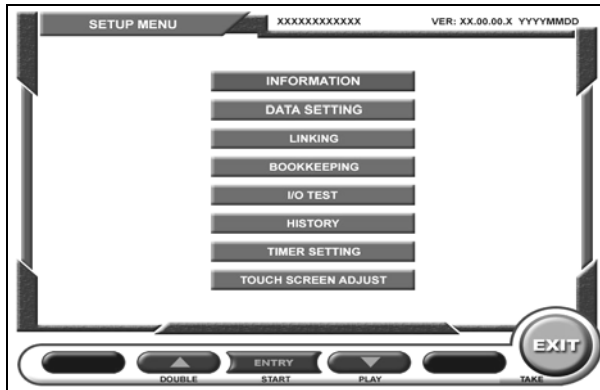 SETUP MENU XXXXXXXXXXXX VER: XX.00.00.X YYYYMMDD
INFORMATION
DATA SETTING
LINKING
BOOKKEEPING
I/O TEST
HISTORY
TIMER SETTING
TOUCH SCREEN ADJUST
ENTRY EXIT
DOUBLE START PLAY TAKE